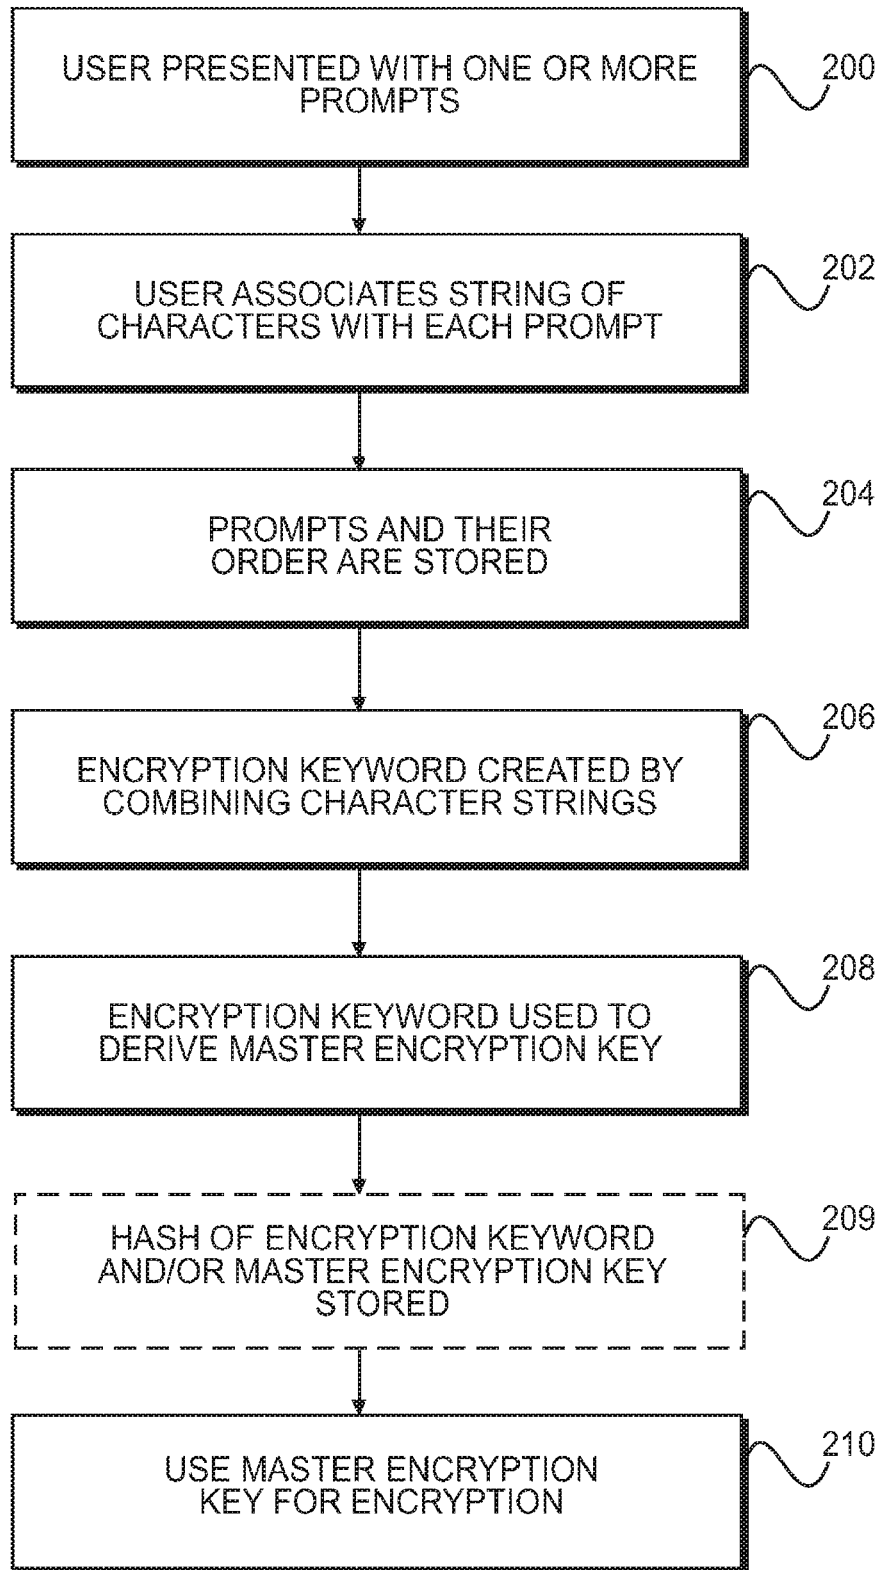 USER PRESENTED WITH ONE OR MORE
PROMPTS
200
USER ASSOCIATES STRING OF
CHARACTERS WITH EACH PROMPT
202
PROMPTS AND THEIR
ORDER ARE STORED
204
ENCRYPTION KEYWORD CREATED BY
COMBINING CHARACTER STRINGS
206
ENCRYPTION KEYWORD USED TO
DERIVE MASTER ENCRYPTION KEY
208
HASH OF ENCRYPTION KEYWORD
AND/OR MASTER ENCRYPTION KEY
STORED
209
USE MASTER ENCRYPTION
KEY FOR ENCRYPTION
210